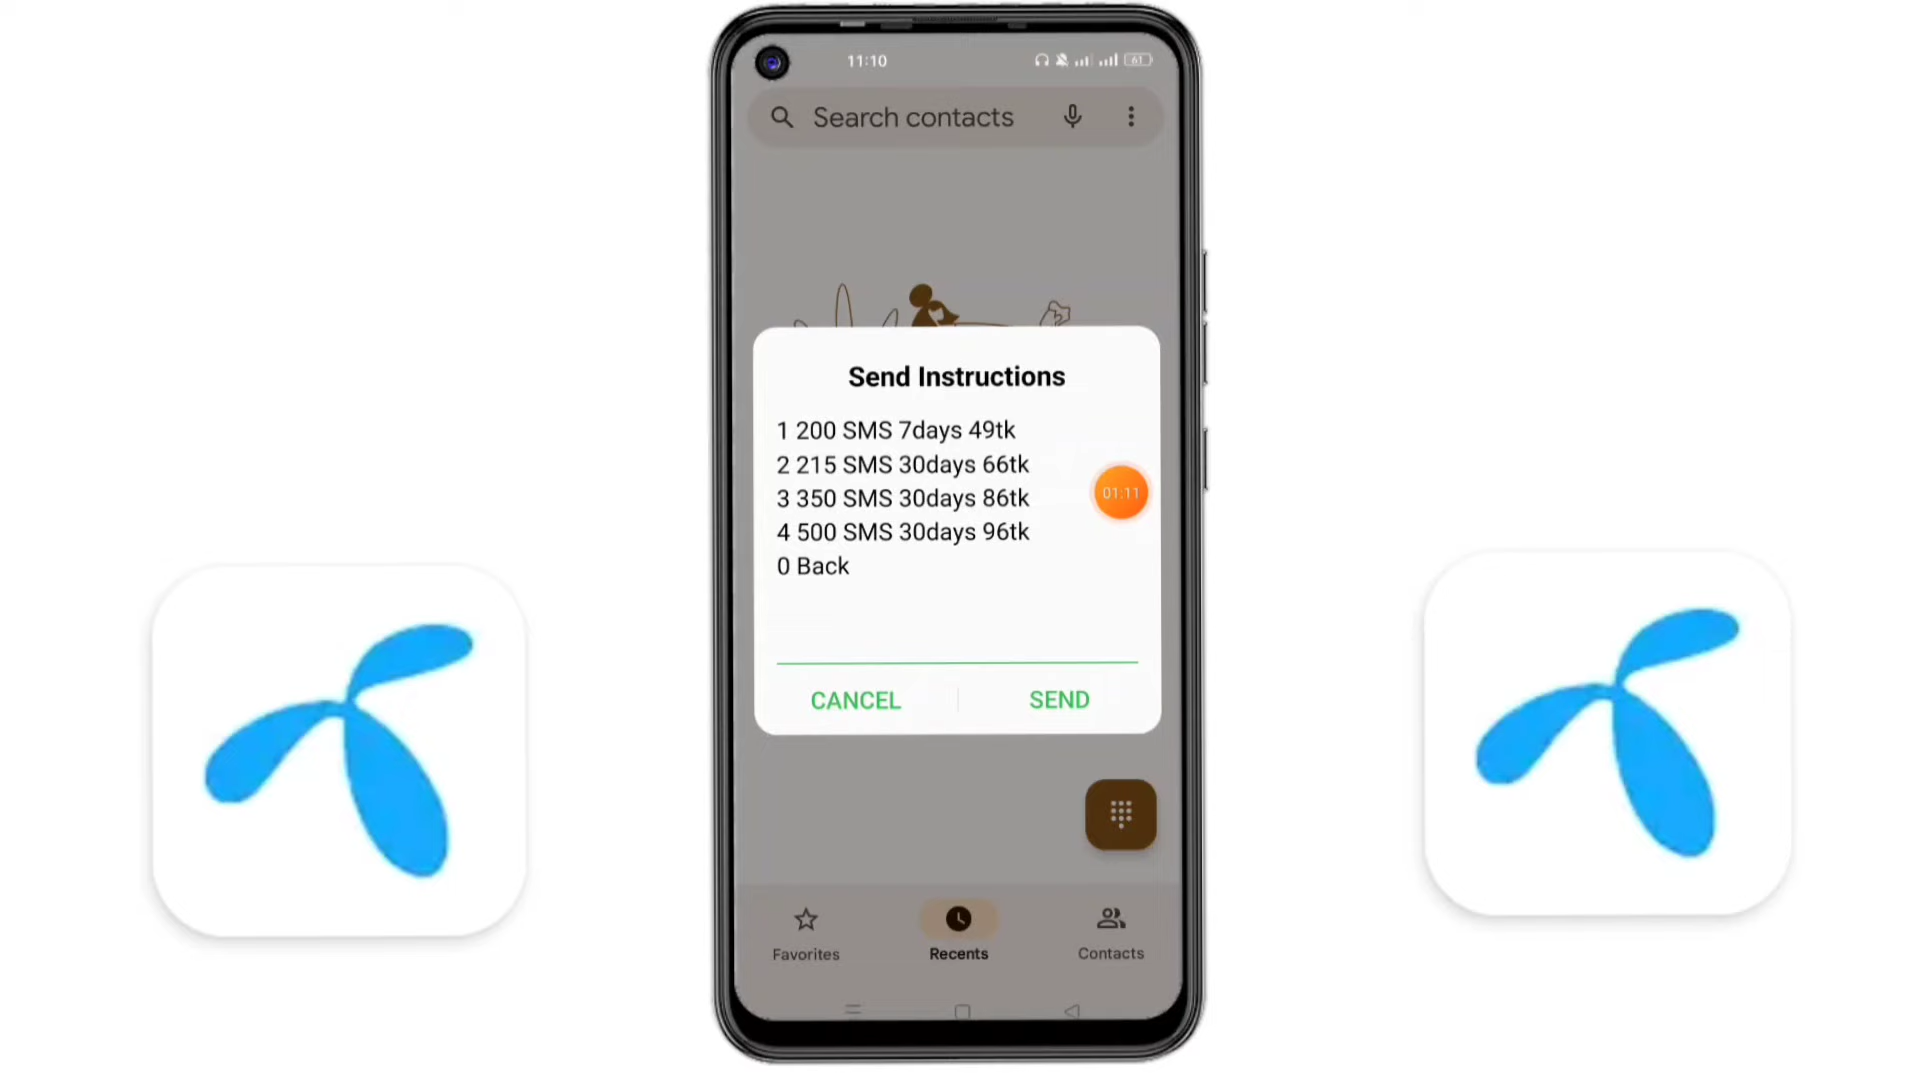 11:10
61
Search contacts
Send Instructions
1 200 SMS 7days 49tk
2 215 SMS 30days 66tk
3 350 SMS 30days 86tk
4 500 SMS 30days 96tk
0 Back
01:11
CANCEL
SEND
Favorites
Recents
Contacts